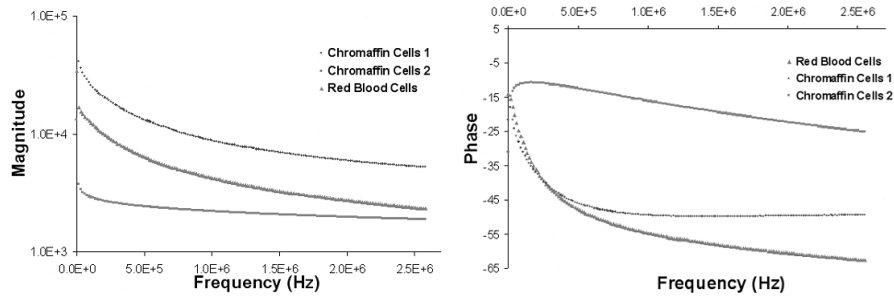 1.0E+5
1.0E+4
1.0E+3
Magnitude
Chromaffin Cells 1
Chromaffin Cells 2
Red Blood Cells
0.0E+0 5.0E+5 1.0E+6 1.5E+6 2.0E+6 2.5E+6
Frequency (Hz)
0.0E+0 5.0E+5 1.0E+6 1.5E+6 2.0E+6 2.5E+6
5
-5
-15
-25
-35
-45
-55
-65
Phase
Red Blood Cells
Chromaffin Cells 1
Chromaffin Cells 2
Frequency (Hz)